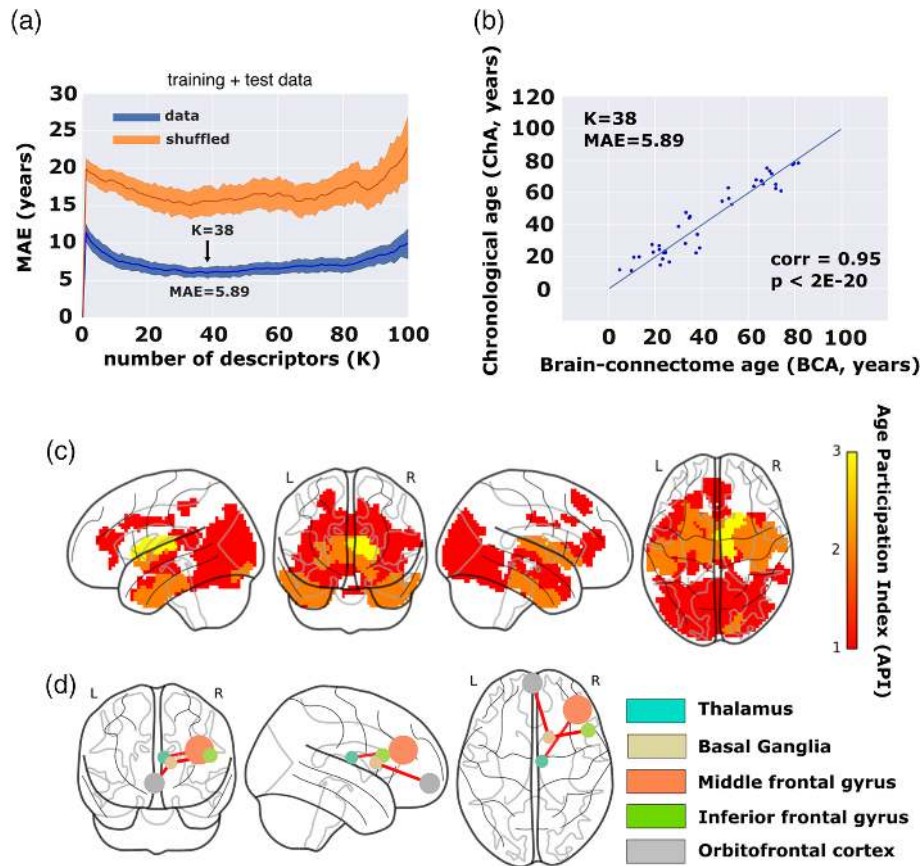 (a)
training + test data
30
25
20
15
10
5
0
MAE (years)
data
shuffled
K=38
MAE=5.89
0 20 40 60 80 100
number of descriptors (K)
(b)
Chronological age (ChA, years)
120
100
80
60
40
20
0
K=38
MAE=5.89
corr = 0.95
p < 2E-20
0 20 40 60 80 100
Brain-connectome age (BCA, years)
(c)
L R
L R
3
2
1
Age Participation Index (API)
(d)
L R
L R
Thalamus
Basal Ganglia
Middle frontal gyrus
Inferior frontal gyrus
Orbitofrontal cortex